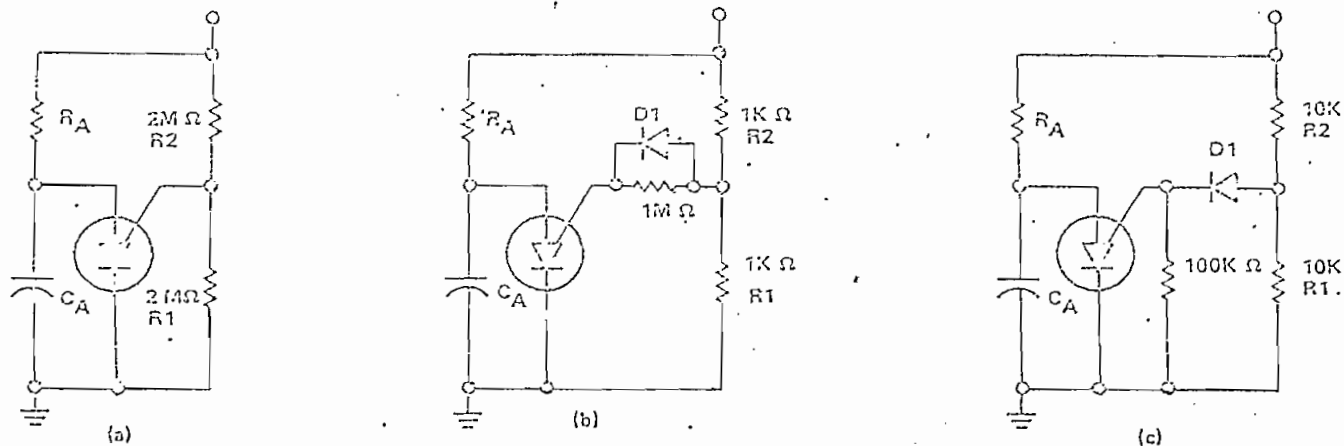 R_A
2M Ω
R2
C_A
2 MΩ
R1
(a)
R_A
D1
1K Ω
R2
1M Ω
C_A
1K Ω
R1
(b)
R_A
D1
10K
R2
C_A
100K Ω
10K
R1
(c)